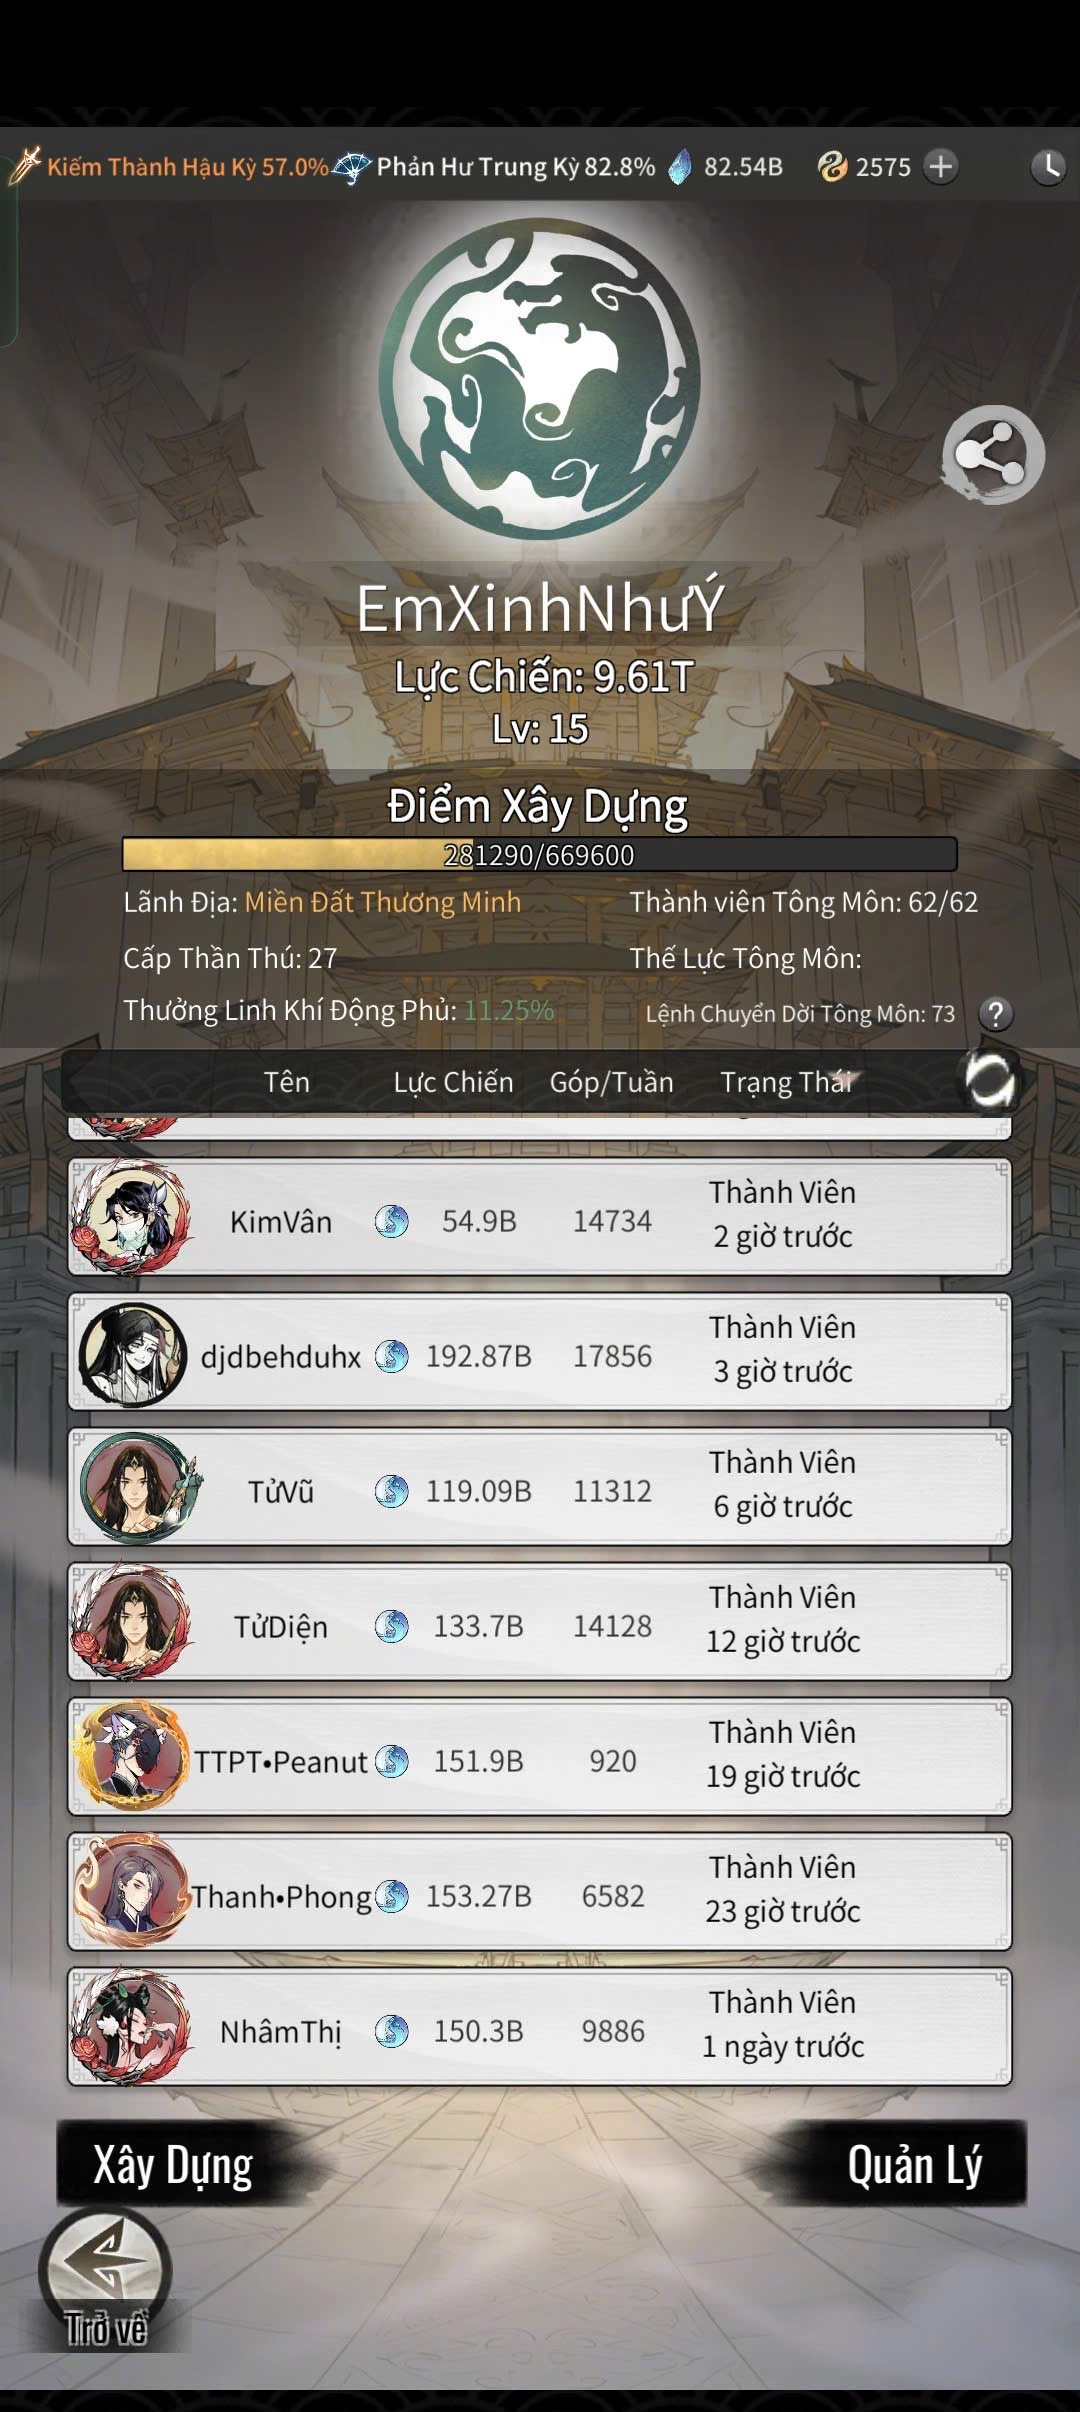 Kiếm Thành Hậu Kỳ 57.0% Phản Hư Trung Kỳ 82.8% 82.54B 2575
EmXinhNhưÝ
Lực Chiến: 9.61T
Lv: 15
Điểm Xây Dựng
281290/669600
Lãnh Địa: Miền Đất Thương Minh Thành viên Tông Môn: 62/62
Cấp Thần Thú: 27 Thế Lực Tông Môn:
Thưởng Linh Khí Động Phủ: 11.25% Lệnh Chuyển Dời Tông Môn: 73 ?
Tên Lực Chiến Góp/Tuần Trạng Thái
KimVân 54.9B 14734 Thành Viên
2 giờ trước
djdbehduhx 192.87B 17856 Thành Viên
3 giờ trước
TửVũ 119.09B 11312 Thành Viên
6 giờ trước
TửDiện 133.7B 14128 Thành Viên
12 giờ trước
TTPT•Peanut 151.9B 920 Thành Viên
19 giờ trước
Thanh•Phong 153.27B 6582 Thành Viên
23 giờ trước
NhâmThị 150.3B 9886 Thành Viên
1 ngày trước
Xây Dựng Quản Lý
Trở về